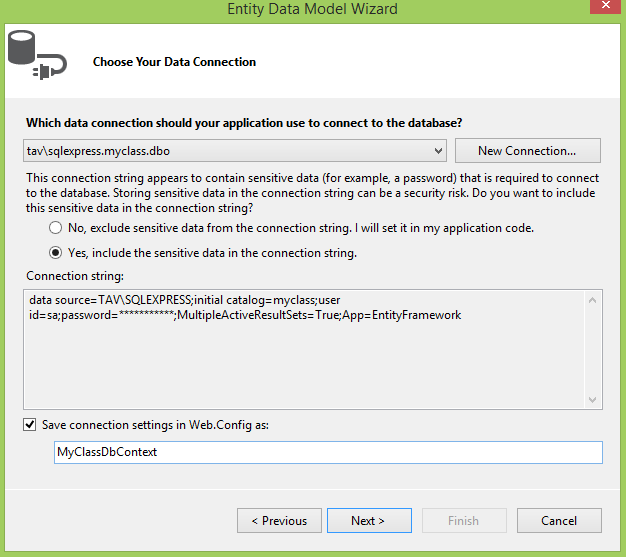 Entity Data Model Wizard
Choose Your Data Connection
Which data connection should your application use to connect to the database?
tav\sqlexpress.myclass.dbo
New Connection...
This connection string appears to contain sensitive data (for example, a password) that is required to connect
to the database. Storing sensitive data in the connection string can be a security risk. Do you want to include
this sensitive data in the connection string?
No, exclude sensitive data from the connection string. I will set it in my application code.
Yes, include the sensitive data in the connection string.
Connection string:
data source=TAV\SQLEXPRESS;initial catalog=myclass;user
id=sa;password=***********;MultipleActiveResultSets=True;App=EntityFramework
Save connection settings in Web.Config as:
MyClassDbContext
< Previous
Next >
Finish
Cancel